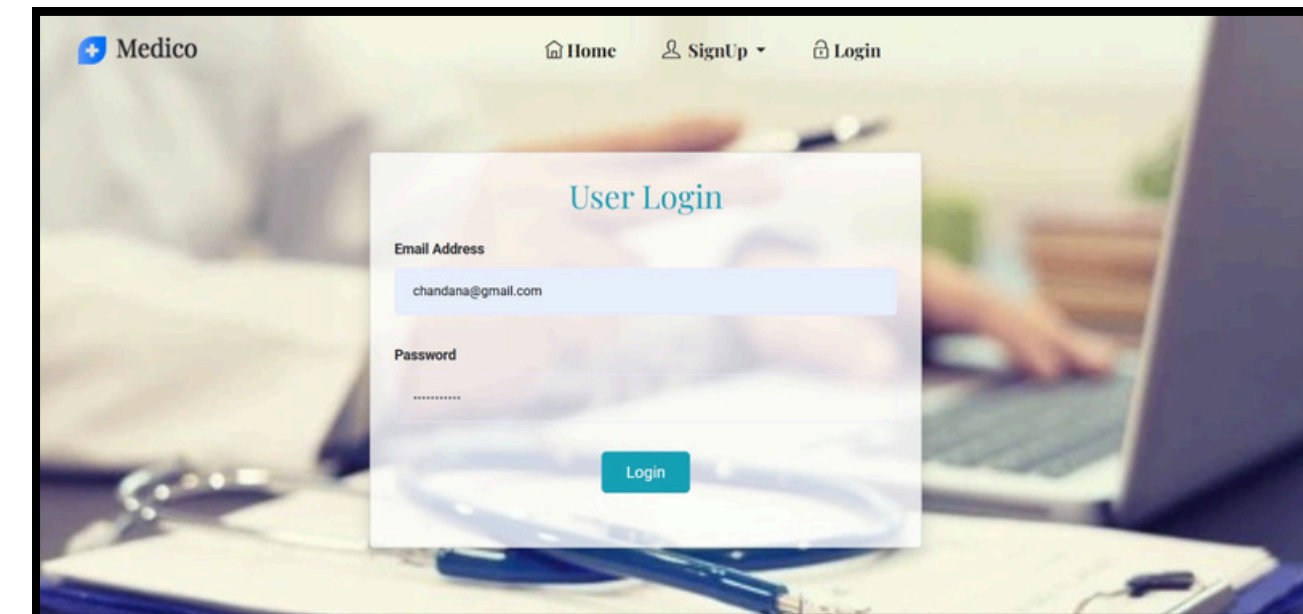 Medico
Home SignUp Login
User Login
Email Address
chandana@gmail.com
Password
...........
Login